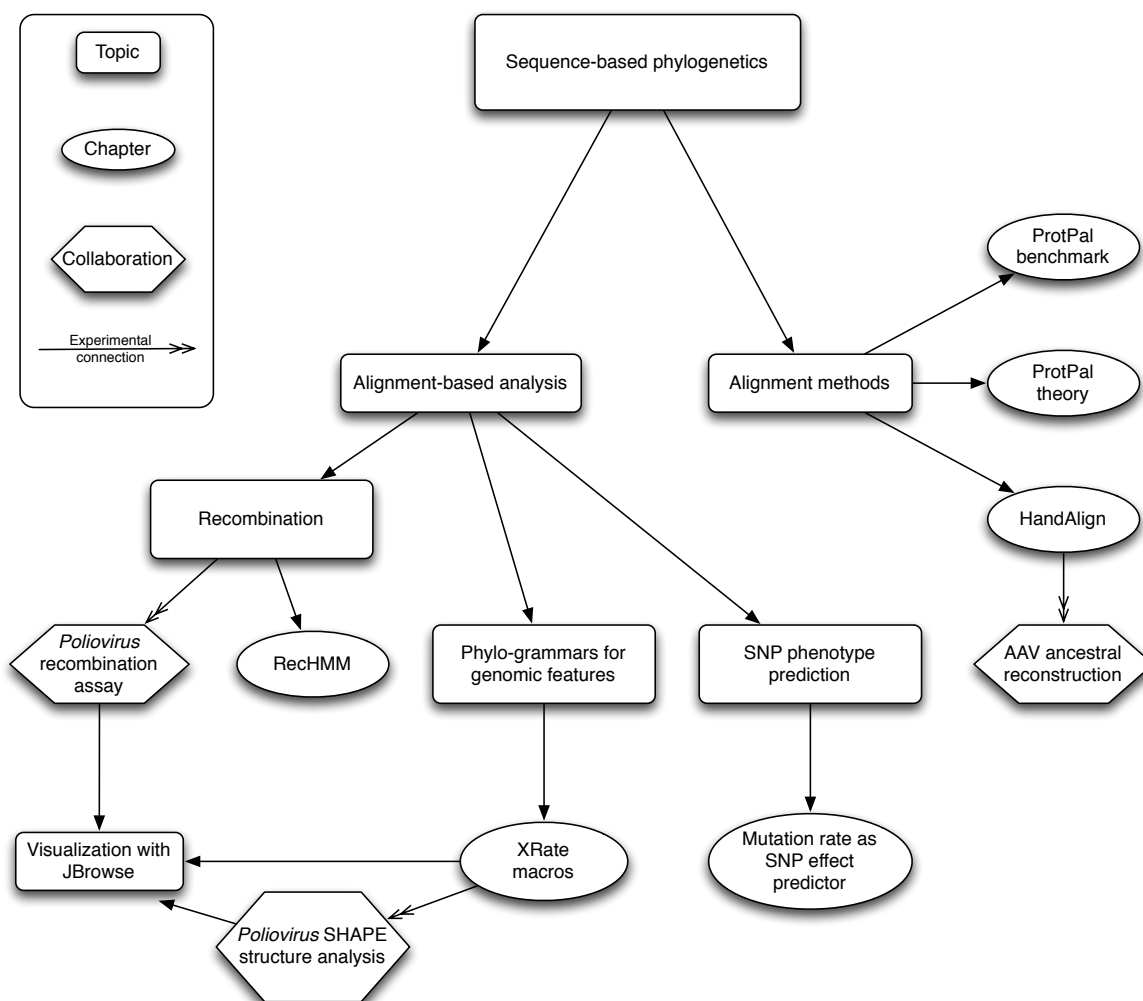 Topic
Chapter
Collaboration
Experimental
connection
Sequence-based phylogenetics
Alignment-based analysis
Alignment methods
ProtPal
benchmark
ProtPal
theory
HandAlign
AAV ancestral
reconstruction
Recombination
Poliovirus
recombination
assay
RecHMM
Phylo-grammars for
genomic features
SNP phenotype
prediction
Visualization with
JBrowse
XRate
macros
Mutation rate as
SNP effect
predictor
Poliovirus SHAPE
structure analysis